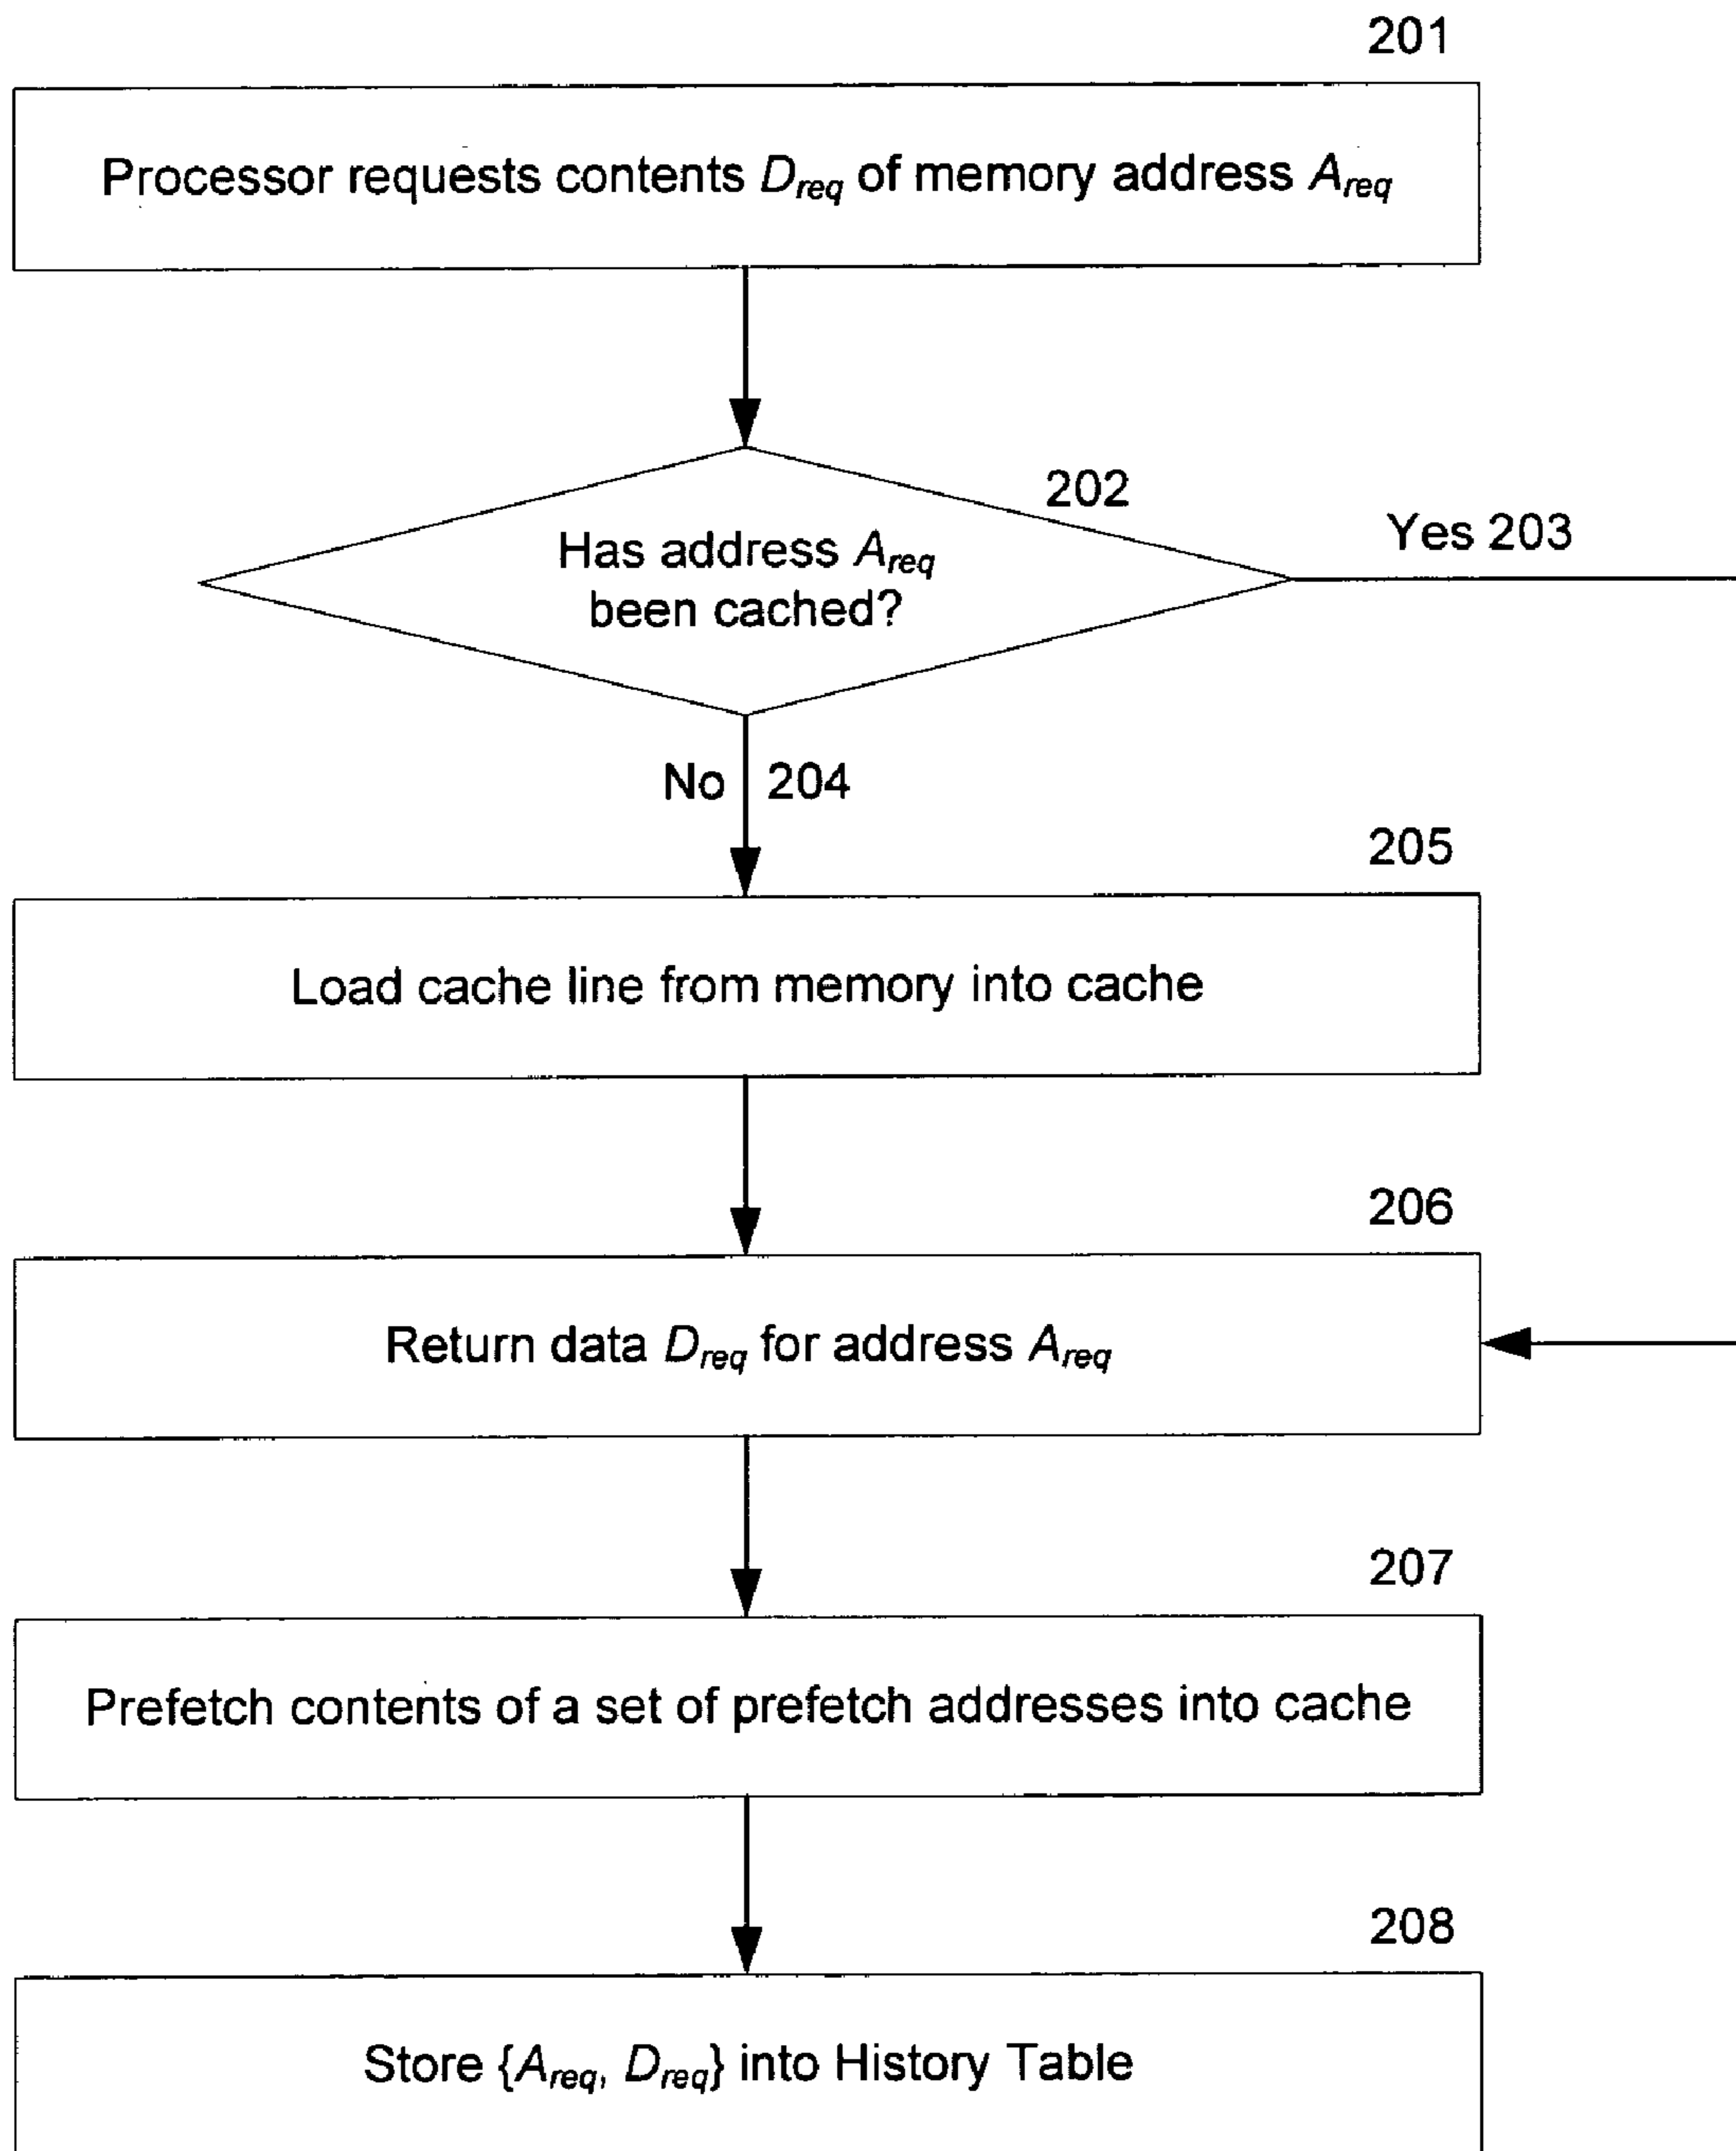 201
Processor requests contents Dreq of memory address Areq
202
Has address Areq
been cached?
Yes 203
No 204
205
Load cache line from memory into cache
206
Return data Dreq for address Areq
207
Prefetch contents of a set of prefetch addresses into cache
208
Store {Areq, Dreq} into History Table